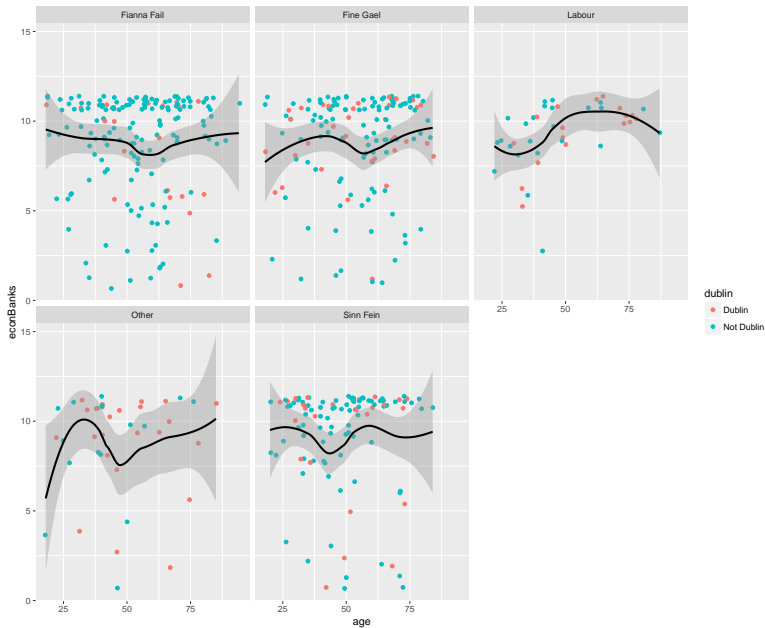 Fianna Fail
Fine Gael
Labour
15
10
5
0
25
50
75
Other
Sinn Fein
15
10
5
0
25
50
75
25
50
75
econBanks
age
dublin
Dublin
Not Dublin